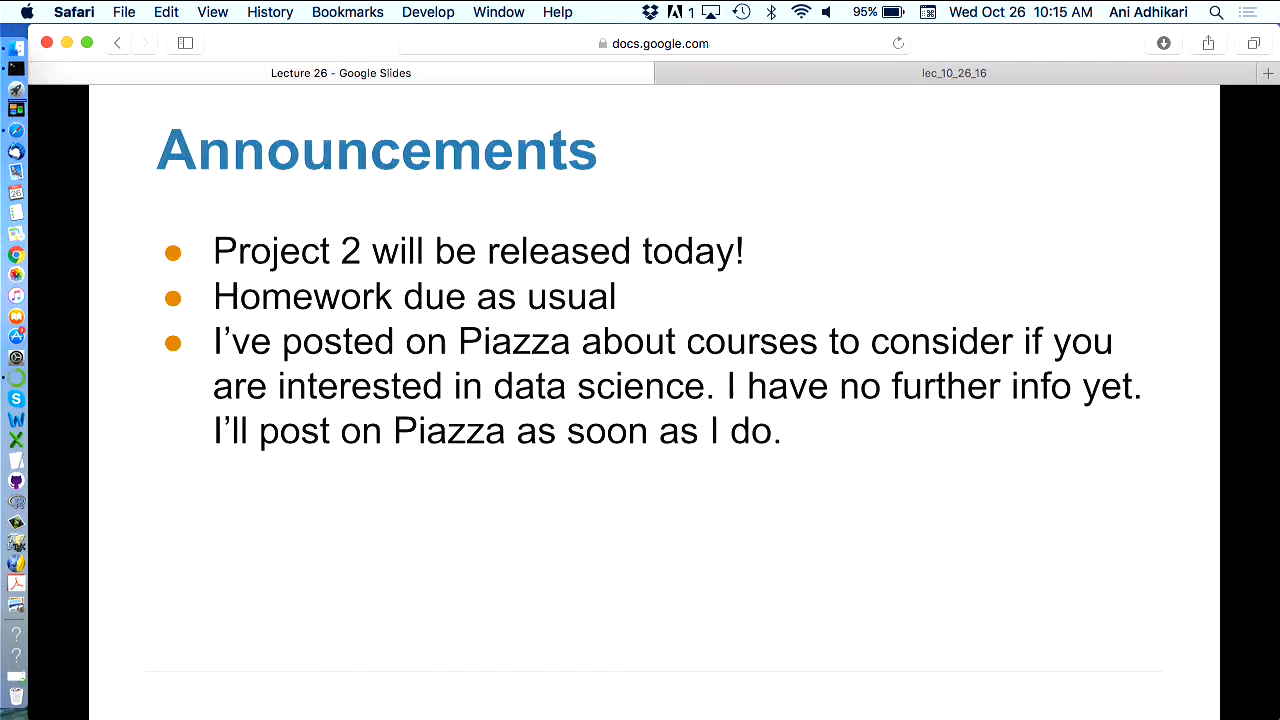 Safari File Edit View History Bookmarks Develop Window Help 1 95% Wed Oct 26 10:15 AM Ani Adhikari
docs.google.com
Lecture 26 - Google Slides lec_10_26_16
Announcements
● Project 2 will be released today!
● Homework due as usual
● I’ve posted on Piazza about courses to consider if you
are interested in data science. I have no further info yet.
I’ll post on Piazza as soon as I do.